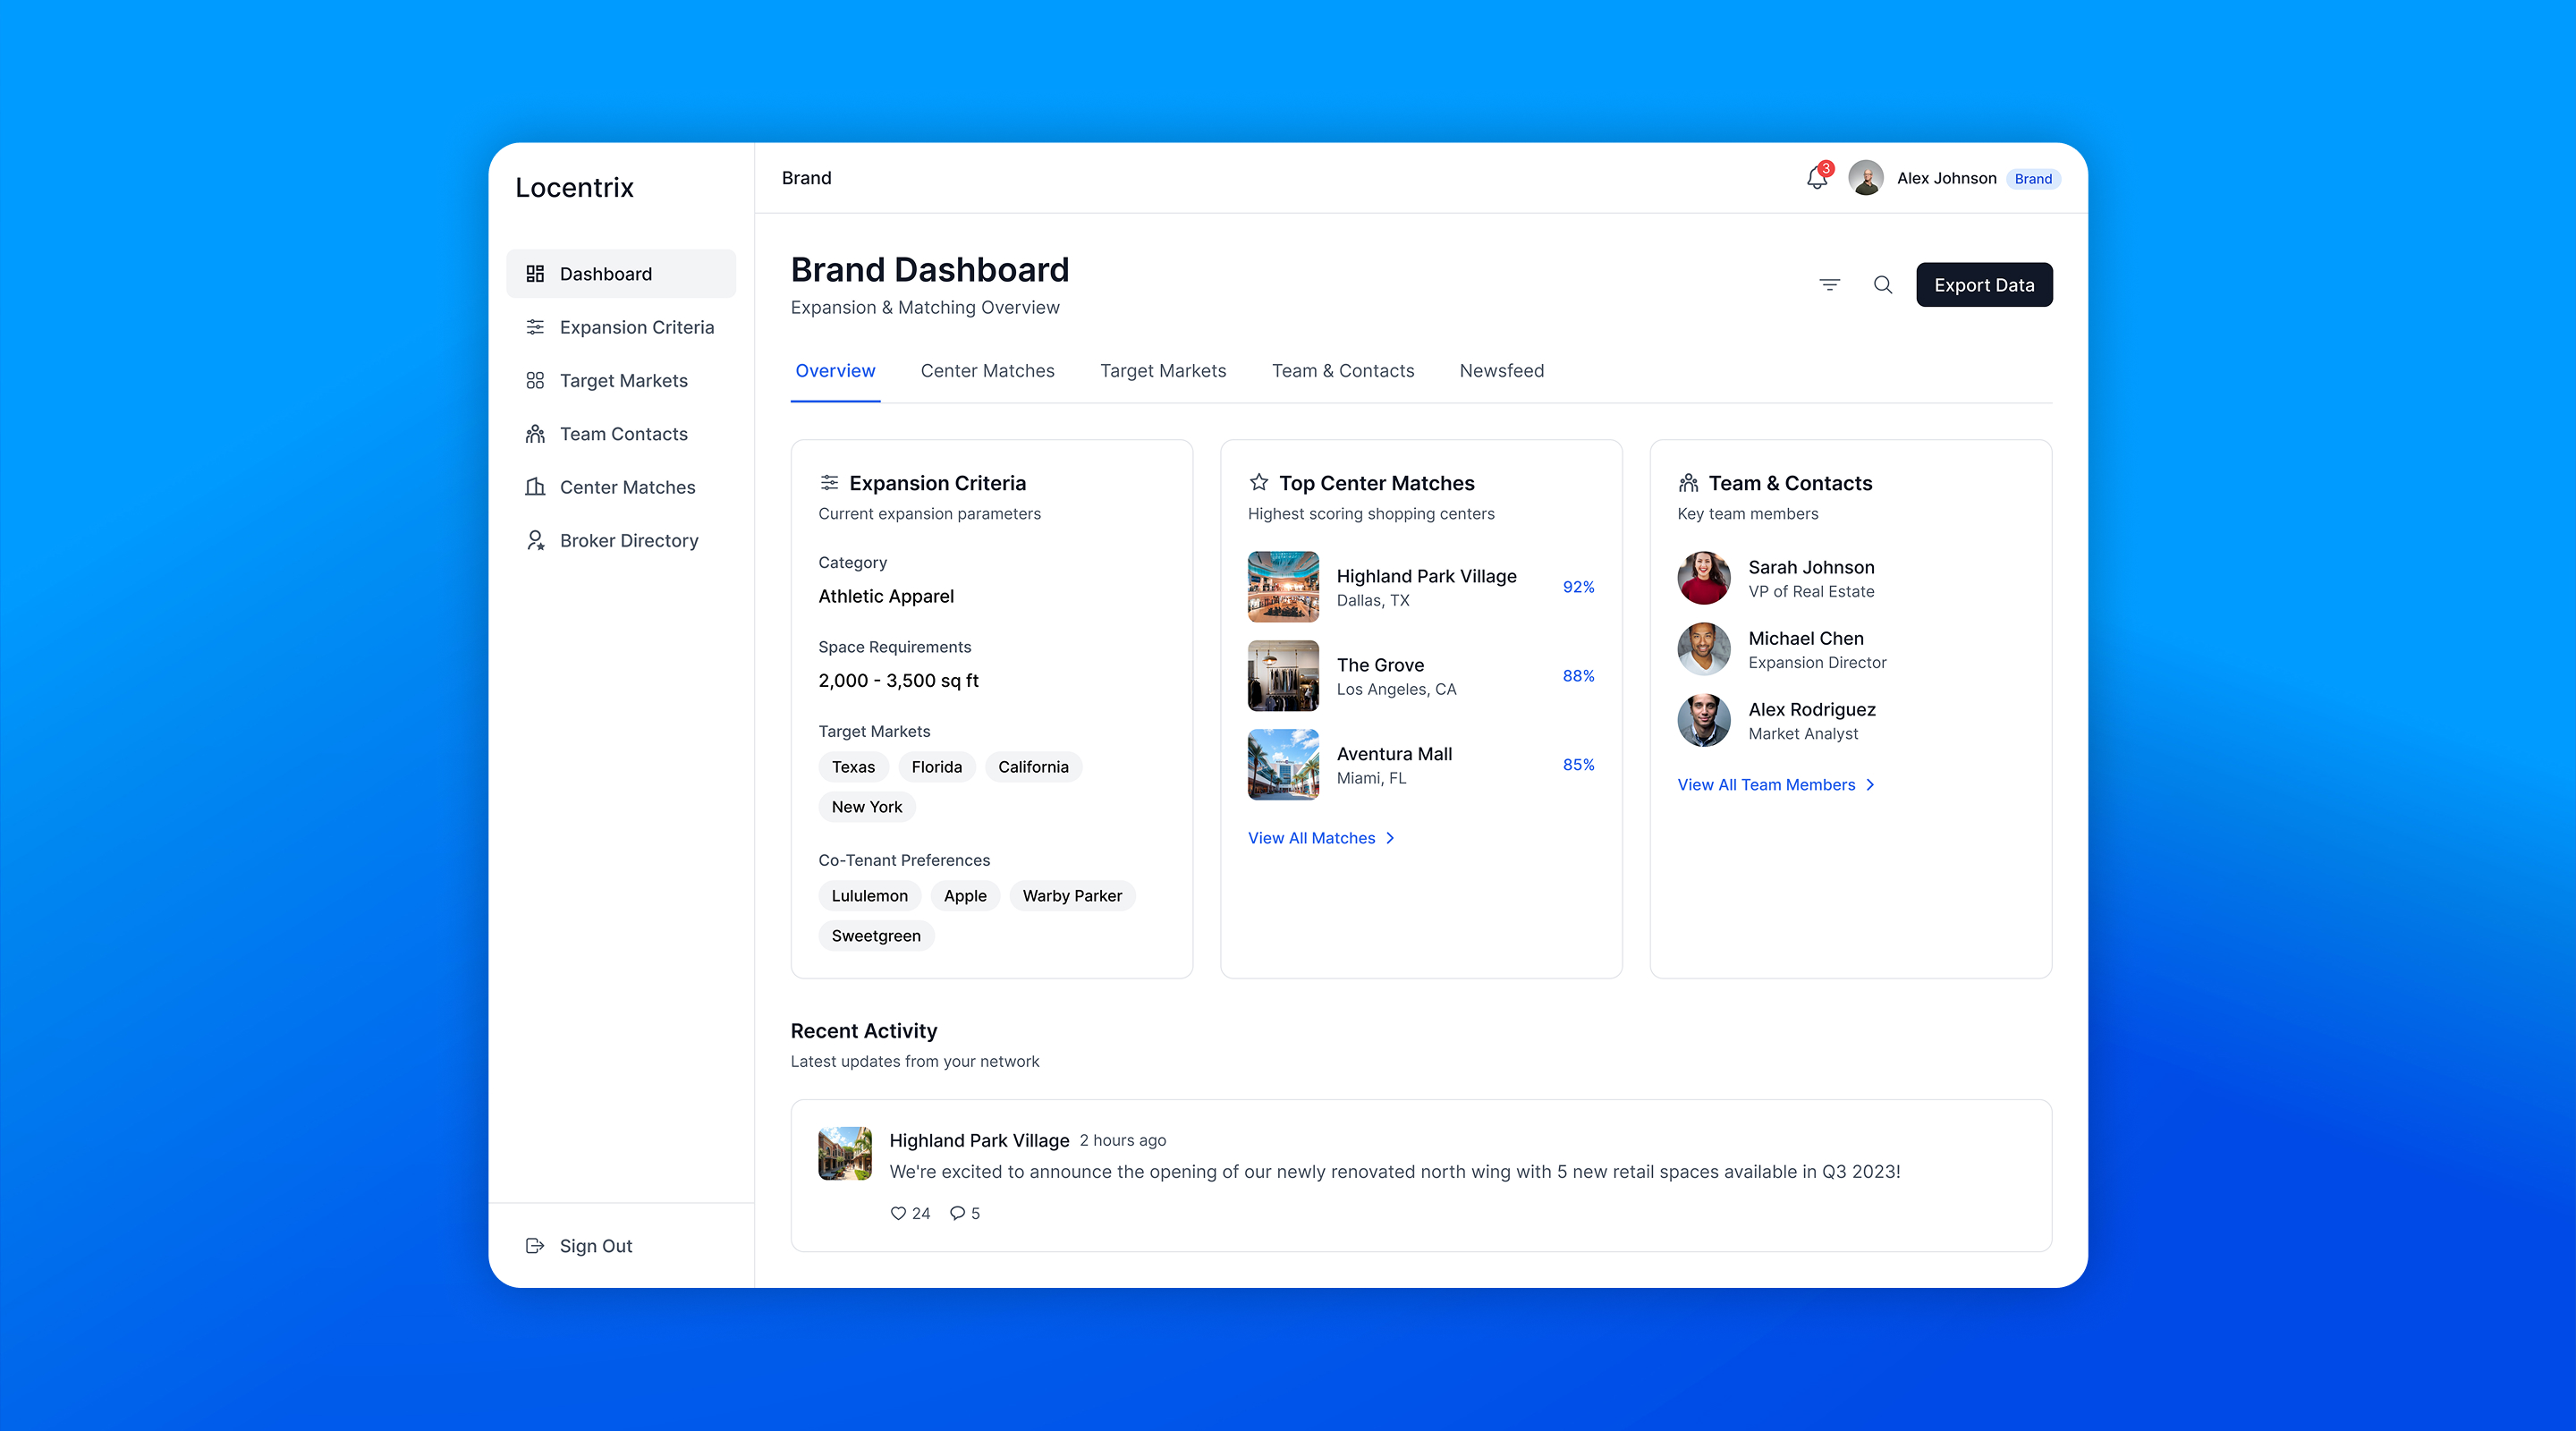 Locentrix
Dashboard
Expansion Criteria
Target Markets
Team Contacts
Center Matches
Broker Directory
Sign Out
Brand
3
Alex Johnson
Brand
Brand Dashboard
Expansion & Matching Overview
Export Data
Overview
Center Matches
Target Markets
Team & Contacts
Newsfeed
Expansion Criteria
Current expansion parameters
Category
Athletic Apparel
Space Requirements
2,000 - 3,500 sq ft
Target Markets
Texas
Florida
California
New York
Co-Tenant Preferences
Lululemon
Apple
Warby Parker
Sweetgreen
Top Center Matches
Highest scoring shopping centers
Highland Park Village
Dallas, TX
92%
The Grove
Los Angeles, CA
88%
Aventura Mall
Miami, FL
85%
View All Matches
Team & Contacts
Key team members
Sarah Johnson
VP of Real Estate
Michael Chen
Expansion Director
Alex Rodriguez
Market Analyst
View All Team Members
Recent Activity
Latest updates from your network
Highland Park Village 2 hours ago
We're excited to announce the opening of our newly renovated north wing with 5 new retail spaces available in Q3 2023!
24 5